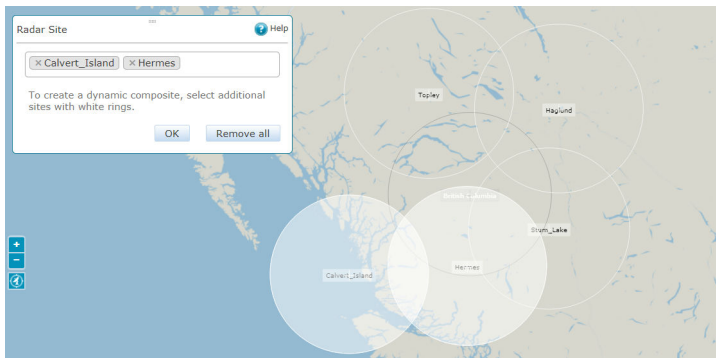 Radar Site
? Help
× Calvert_Island × Hermes
To create a dynamic composite, select additional
sites with white rings.
OK Remove all
Topley
Haglund
British Columbia
Stum_Lake
Hermes
Calvert_Island
+
−